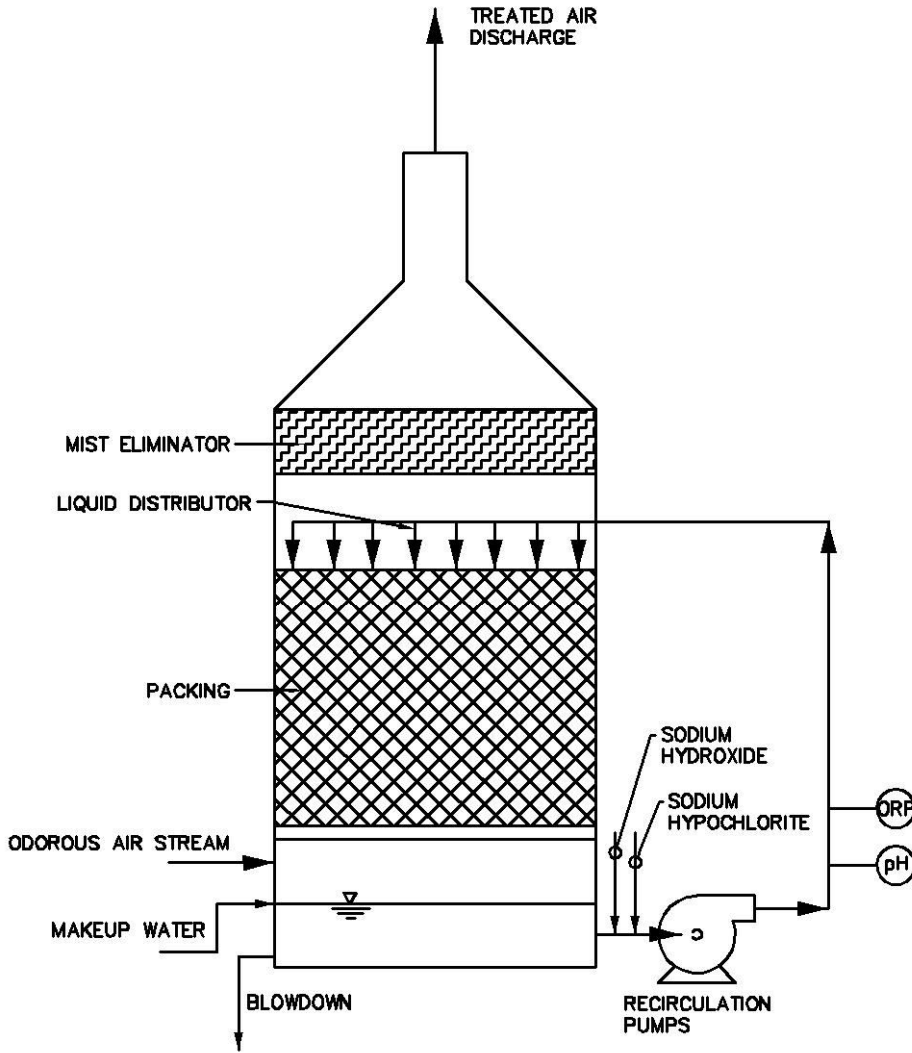 TREATED AIR
DISCHARGE
MIST ELIMINATOR
LIQUID DISTRIBUTOR
PACKING
SODIUM
HYDROXIDE
SODIUM
HYPOCHLORITE
ORP
ODOROUS AIR STREAM
pH
MAKEUP WATER
BLOWDOWN
RECIRCULATION
PUMPS